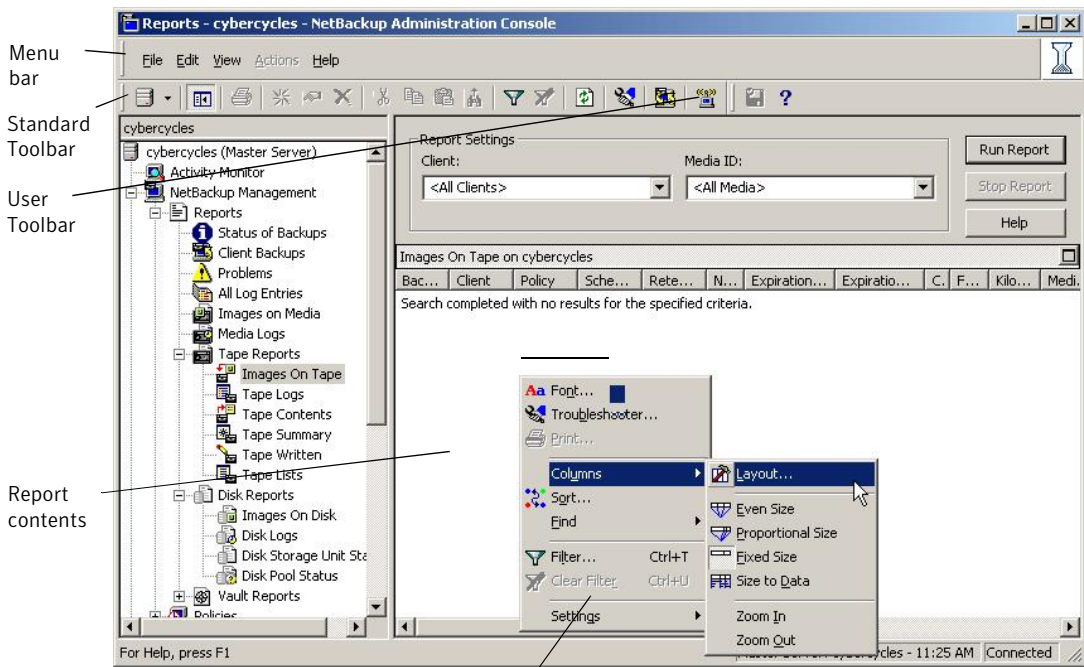 Reports - cybercycles - NetBackup Administration Console
Menu bar
File Edit View Actions Help
Standard Toolbar
User Toolbar
cybercycles
cybercycles (Master Server)
Activity Monitor
NetBackup Management
Reports
Status of Backups
Client Backups
Problems
All Log Entries
Images on Media
Media Logs
Tape Reports
Images On Tape
Tape Logs
Tape Contents
Tape Summary
Tape Written
Tape Lists
Disk Reports
Images On Disk
Disk Logs
Disk Storage Unit Sta
Disk Pool Status
Vault Reports
Policies
Report contents
Report Settings
Client:
Media ID:
<All Clients>
<All Media>
Run Report
Stop Report
Help
Images On Tape on cybercycles
Bac... Client Policy Sche... Rete... N... Expiration... Expiratio... C. F... Kilo... Medi.
Search completed with no results for the specified criteria.
Aa Font...
Troubleshooter...
Print...
Columns
Sort...
Find
Filter... Ctrl+T
Clear Filter Ctrl+U
Settings
Layout...
Even Size
Proportional Size
Fixed Size
Size to Data
Zoom In
Zoom Out
For Help, press F1
- 11:25 AM Connected